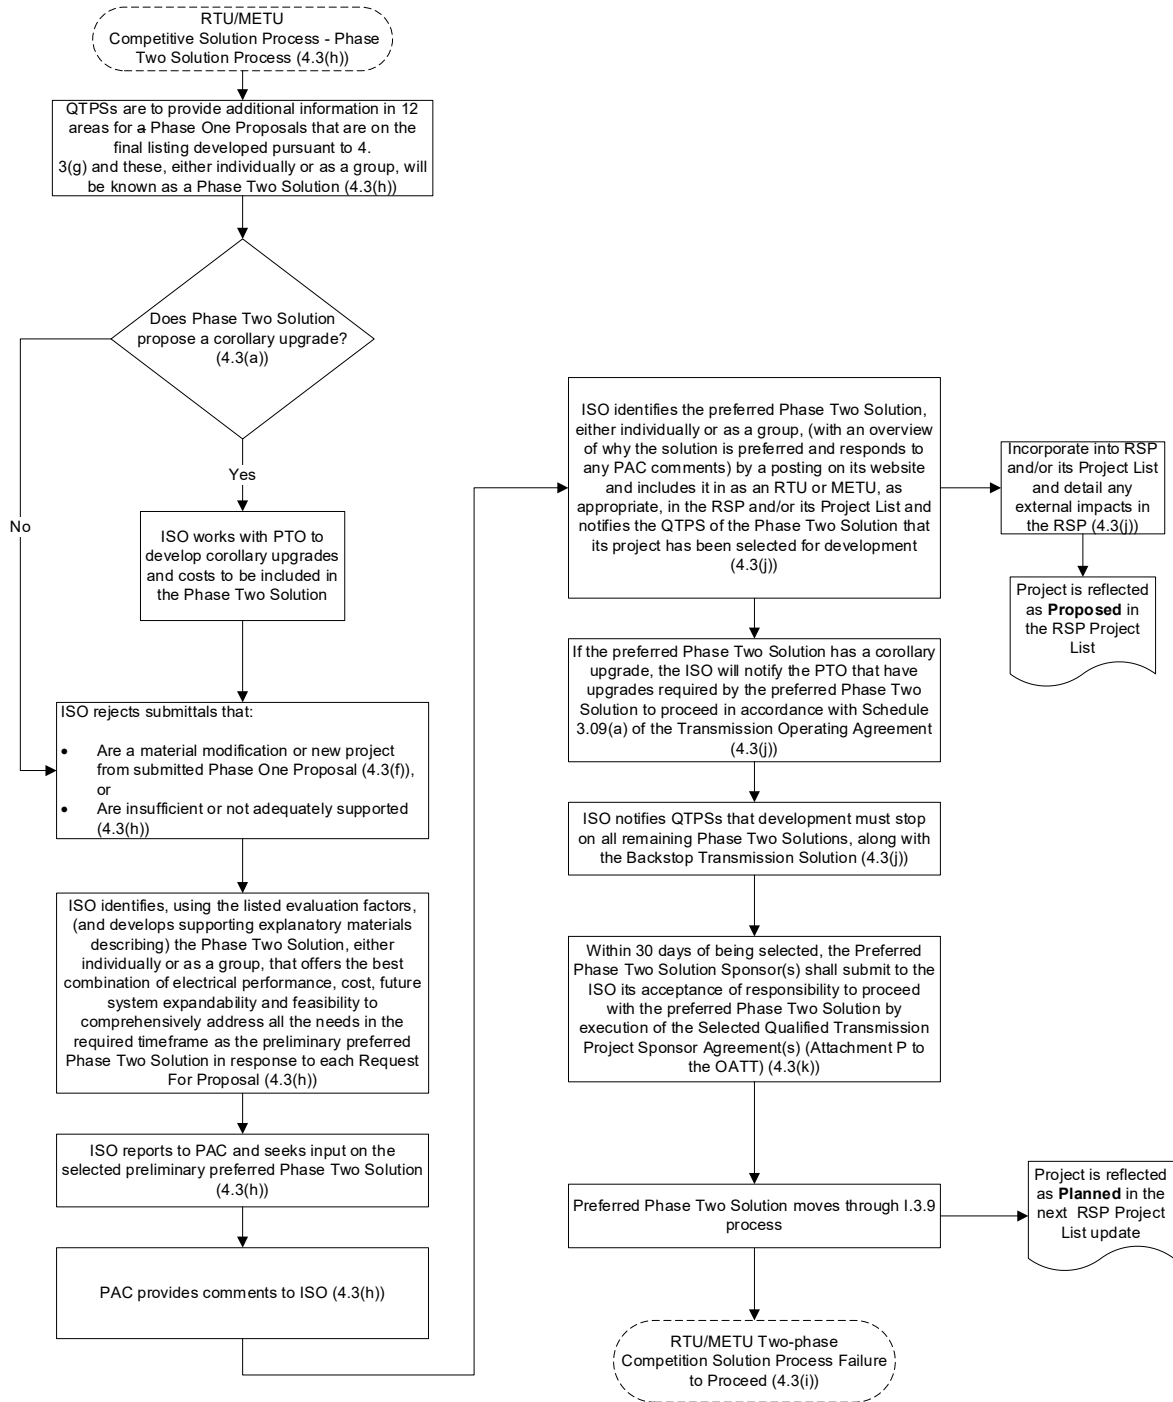 RTU/METU
Competitive Solution Process - Phase
Two Solution Process (4.3(h))
QTPSs are to provide additional information in 12
areas for a Phase One Proposals that are on the
final listing developed pursuant to 4.
3(g) and these, either individually or as a group, will
be known as a Phase Two Solution (4.3(h))
Does Phase Two Solution
propose a corollary upgrade?
(4.3(a))
Yes
No
ISO works with PTO to
develop corollary upgrades
and costs to be included in
the Phase Two Solution
ISO rejects submittals that:
• Are a material modification or new project
from submitted Phase One Proposal (4.3(f)),
or
• Are insufficient or not adequately supported
(4.3(h))
ISO identifies, using the listed evaluation factors,
(and develops supporting explanatory materials
describing) the Phase Two Solution, either
individually or as a group, that offers the best
combination of electrical performance, cost, future
system expandability and feasibility to
comprehensively address all the needs in the
required timeframe as the preliminary preferred
Phase Two Solution in response to each Request
For Proposal (4.3(h))
ISO reports to PAC and seeks input on the
selected preliminary preferred Phase Two Solution
(4.3(h))
PAC provides comments to ISO (4.3(h))
ISO identifies the preferred Phase Two Solution,
either individually or as a group, (with an overview
of why the solution is preferred and responds to
any PAC comments) by a posting on its website
and includes it in as an RTU or METU, as
appropriate, in the RSP and/or its Project List and
notifies the QTPS of the Phase Two Solution that
its project has been selected for development
(4.3(j))
Incorporate into RSP
and/or its Project List
and detail any
external impacts in
the RSP (4.3(j))
Project is reflected
as Proposed in
the RSP Project
List
If the preferred Phase Two Solution has a corollary
upgrade, the ISO will notify the PTO that have
upgrades required by the preferred Phase Two
Solution to proceed in accordance with Schedule
3.09(a) of the Transmission Operating Agreement
(4.3(j))
ISO notifies QTPSs that development must stop
on all remaining Phase Two Solutions, along with
the Backstop Transmission Solution (4.3(j))
Within 30 days of being selected, the Preferred
Phase Two Solution Sponsor(s) shall submit to the
ISO its acceptance of responsibility to proceed
with the preferred Phase Two Solution by
execution of the Selected Qualified Transmission
Project Sponsor Agreement(s) (Attachment P to
the OATT) (4.3(k))
Preferred Phase Two Solution moves through I.3.9
process
Project is reflected
as Planned in the
next RSP Project
List update
RTU/METU Two-phase
Competition Solution Process Failure
to Proceed (4.3(i))